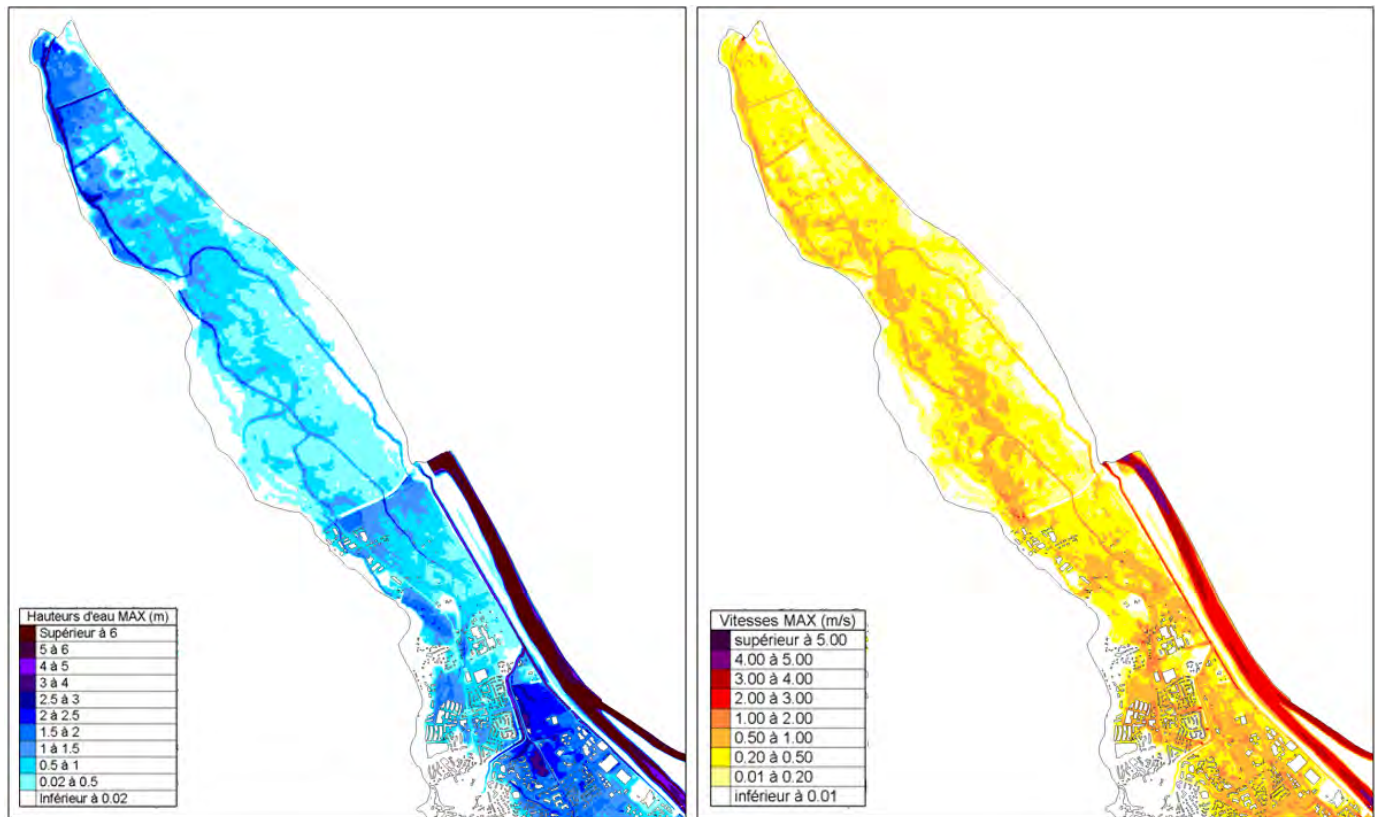 Hauteurs d'eau MAX (m)
Supérieur à 6
5 à 6
4 à 5
3 à 4
2.5 à 3
2 à 2.5
1.5 à 2
1 à 1.5
0.5 à 1
0.02 à 0.5
Inférieur à 0.02
Vitesses MAX (m/s)
supérieur à 5.00
4.00 à 5.00
3.00 à 4.00
2.00 à 3.00
1.00 à 2.00
0.50 à 1.00
0.20 à 0.50
0.01 à 0.20
inférieur à 0.01